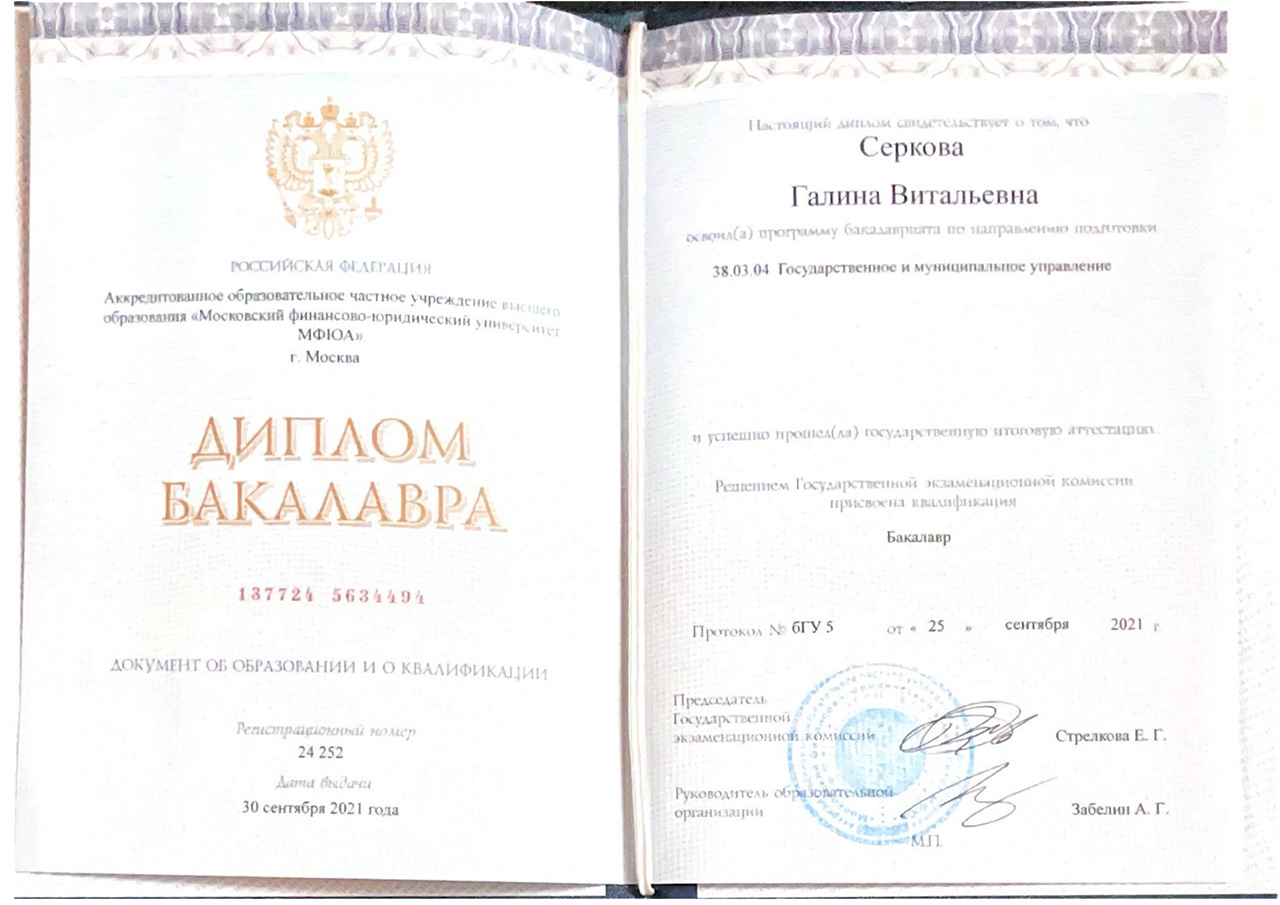 РОССИЙСКАЯ ФЕДЕРАЦИЯ
Аккредитованное образовательное частное учреждение высшего
образования «Московский финансово-юридический университет
МФЮА»
г. Москва
ДИПЛОМ
БАКАЛАВРА
137724 5634494
ДОКУМЕНТ ОБ ОБРАЗОВАНИИ И О КВАЛИФИКАЦИИ
Регистрационный номер
24 252
Дата выдачи
30 сентября 2021 года
Настоящий диплом свидетельствует о том, что
Серкова
Галина Витальевна
освоил(а) программу бакалавриата по направлению подготовки
38.03.04 Государственное и муниципальное управление
и успешно прошел(ла) государственную итоговую аттестацию.
Решением Государственной экзаменационной комиссии
присвоена квалификация
Бакалавр
Протокол № бГУ 5 от « 25 » сентября 2021 г.
Председатель
Государственной
экзаменационной комиссии
Стрелкова Е. Г.
Руководитель образовательной
организации
Забелин А. Г.
М.П.